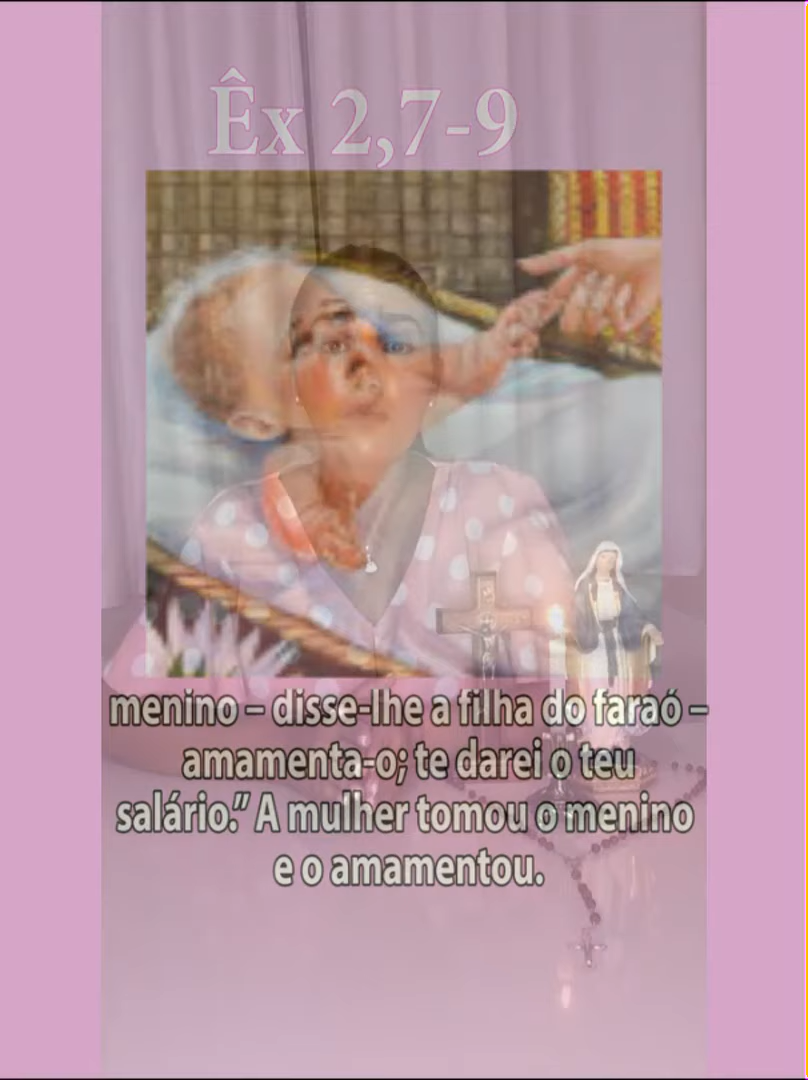 Êx 2,7-9
menino – disse-lhe a filha do faraó –
amamenta-o; te darei o teu
salário.” A mulher tomou o menino
e o amamentou.